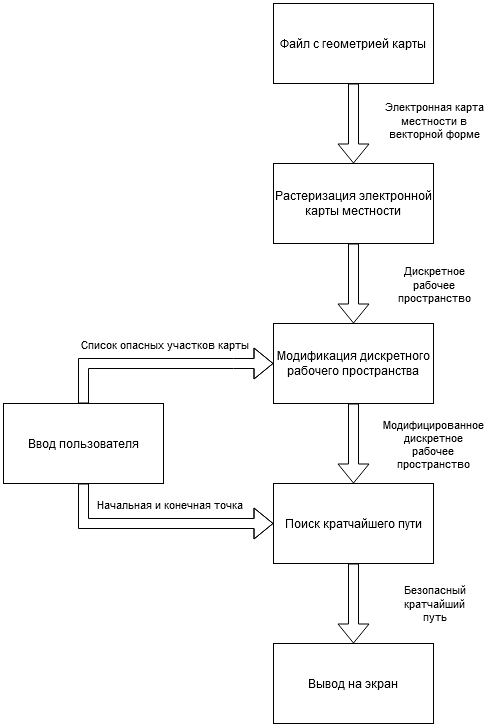 Файл с геометрией карты
Электронная карта
местности в
векторной форме
Растеризация электронной
карты местности
Дискретное
рабочее
пространство
Список опасных участков карты
Модификация дискретного
рабочего пространства
Ввод пользователя
Модифицированное
дискретное
рабочее
пространство
Начальная и конечная точка
Поиск кратчайшего пути
Безопасный
кратчайший
путь
Вывод на экран